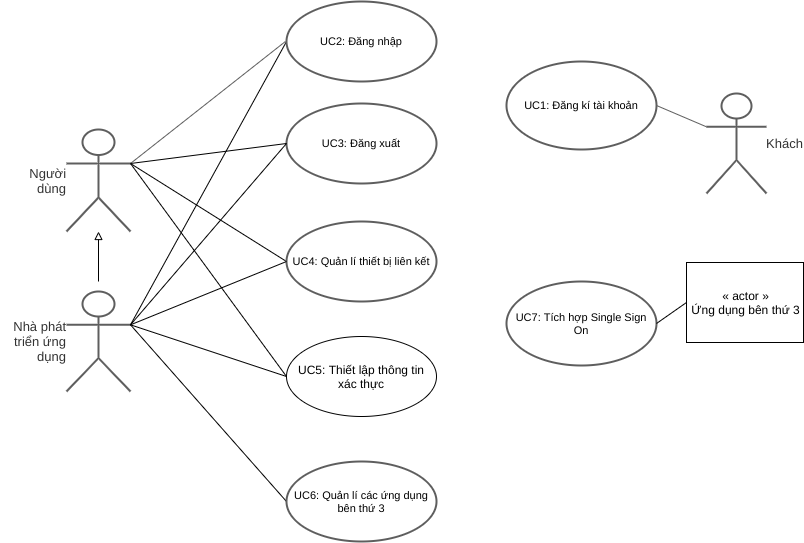 UC2: Đăng nhập
UC1: Đăng kí tài khoản
Khách
UC3: Đăng xuất
Người
dùng
UC4: Quản lí thiết bị liên kết
« actor »
Ứng dụng bên thứ 3
UC7: Tích hợp Single Sign
On
Nhà phát
triển ứng
dụng
UC5: Thiết lập thông tin
xác thực
UC6: Quản lí các ứng dụng
bên thứ 3